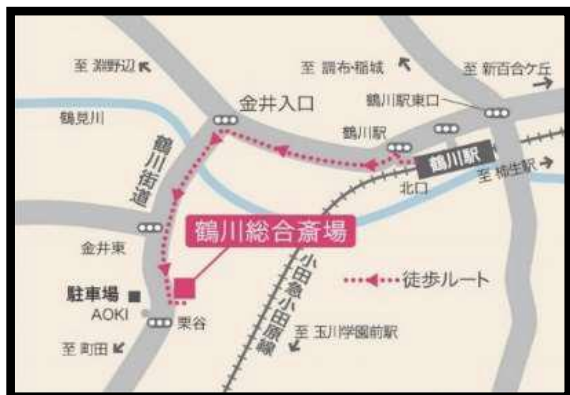 至 淵野辺
金井入口
至 調布・稲城
至 新百合ケ丘
鶴川駅東口
鶴見川
鶴川駅
鶴川駅
北口
至 柿生駅
鶴川街道
金井東
鶴川総合斎場
小田急小田原線
徒歩ルート
駐車場
AOKI
栗谷
至 町田
至 玉川学園前駅